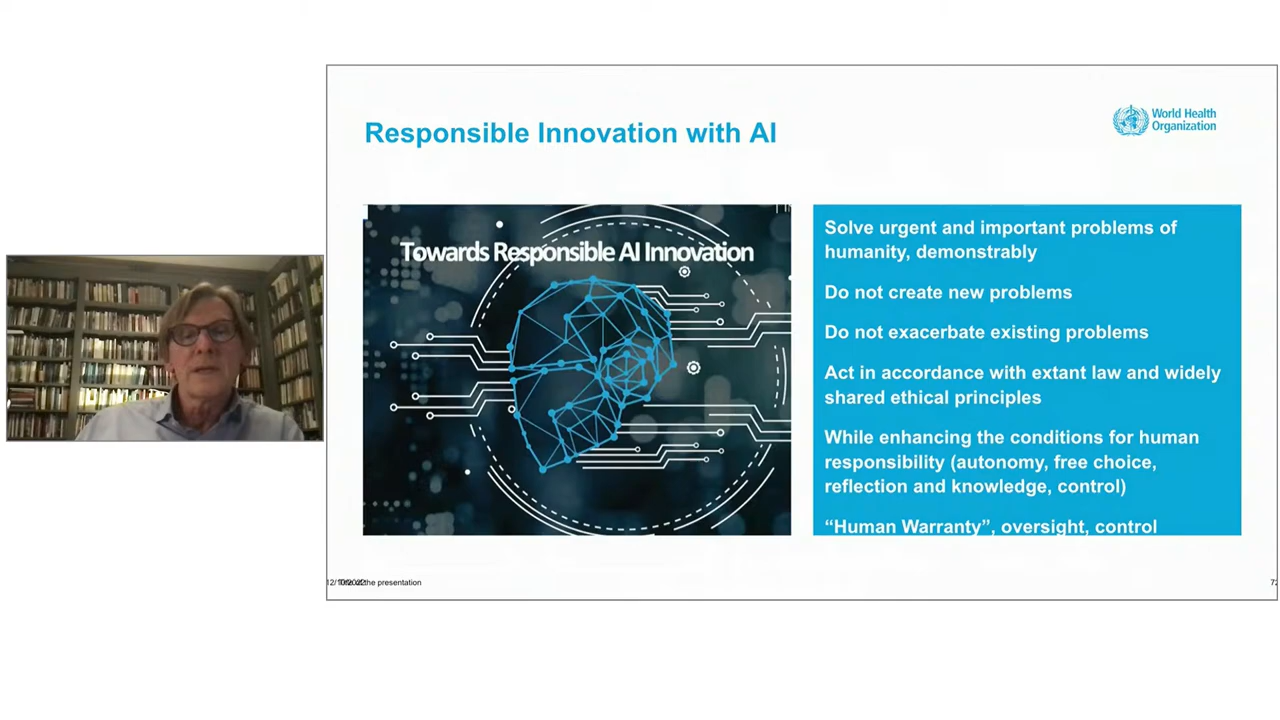 Responsible Innovation with AI
World Health
Organization
Towards Responsible AI Innovation
Solve urgent and important problems of
humanity, demonstrably
Do not create new problems
Do not exacerbate existing problems
Act in accordance with extant law and widely
shared ethical principles
While enhancing the conditions for human
responsibility (autonomy, free choice,
reflection and knowledge, control)
“Human Warranty”, oversight, control
the presentation